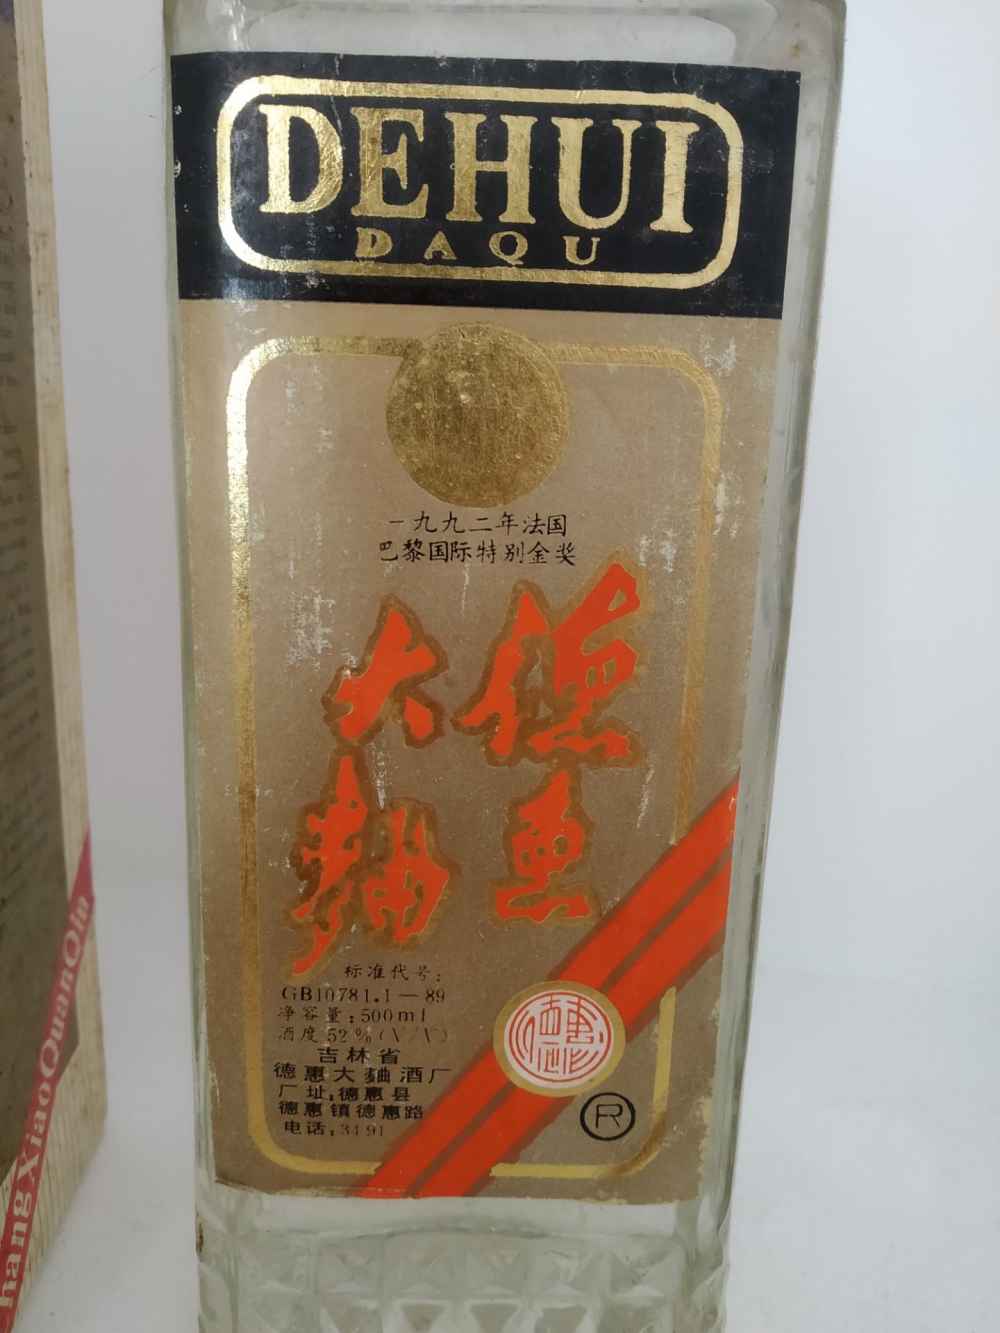 DEHUI
DAQU
一九九二年法国
巴黎国际特别金奖
德惠
大麯
标准代号:
GB10781.1—89
净容量:500ml
酒度52%(V/V)
吉林省
德惠大麯酒厂
厂址:德惠县
德惠镇德惠路
电话:3491
德惠
R
hangXiaoQuanQiu